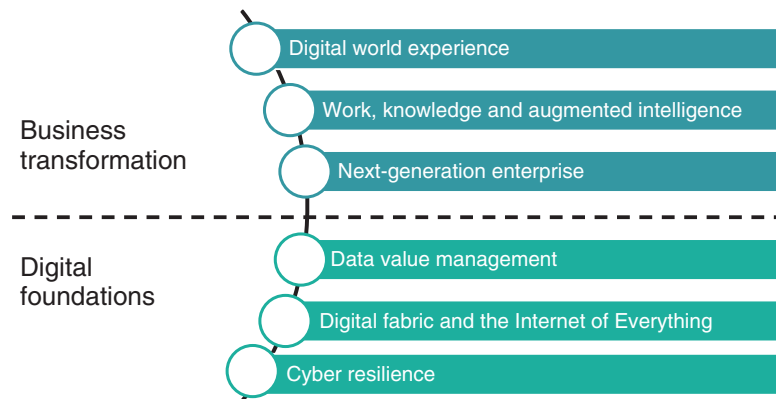 Digital world experience
Work, knowledge and augmented intelligence
Business
transformation
Next-generation enterprise
Digital
foundations
Data value management
Digital fabric and the Internet of Everything
Cyber resilience